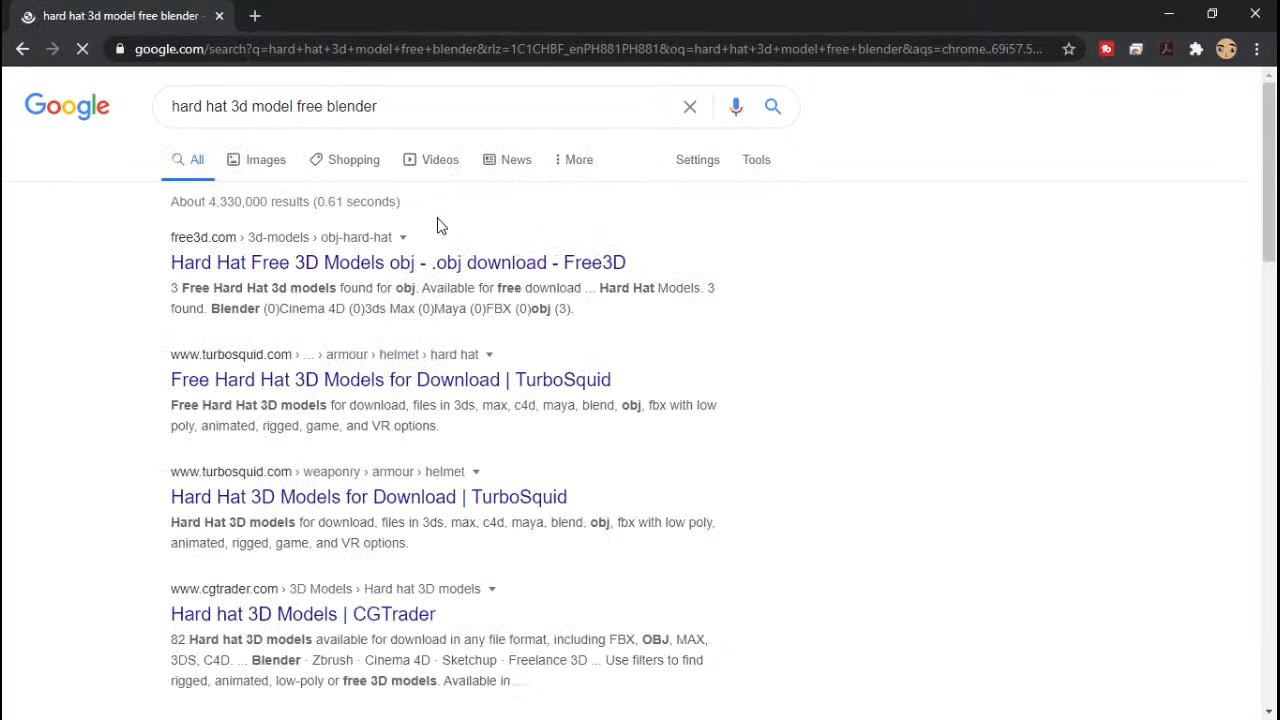 hard hat 3d model free blender -
google.com/search?q=hard+hat+3d+model+free+blender&rlz=1C1CHBF_enPH881PH881&oq=hard+hat+3d+model+free+blender&aqs=chrome..69i57.5...
Google
hard hat 3d model free blender
All Images Shopping Videos News More Settings Tools
About 4,330,000 results (0.61 seconds)
free3d.com › 3d-models › obj-hard-hat
Hard Hat Free 3D Models obj - .obj download - Free3D
3 Free Hard Hat 3d models found for obj. Available for free download ... Hard Hat Models. 3
found. Blender (0)Cinema 4D (0)3ds Max (0)Maya (0)FBX (0)obj (3).
www.turbosquid.com › ... › armour › helmet › hard hat
Free Hard Hat 3D Models for Download | TurboSquid
Free Hard Hat 3D models for download, files in 3ds, max, c4d, maya, blend, obj, fbx with low
poly, animated, rigged, game, and VR options.
www.turbosquid.com › weaponry › armour › helmet
Hard Hat 3D Models for Download | TurboSquid
Hard Hat 3D models for download, files in 3ds, max, c4d, maya, blend, obj, fbx with low poly,
animated, rigged, game, and VR options.
www.cgtrader.com › 3D Models › Hard hat 3D models
Hard hat 3D Models | CGTrader
82 Hard hat 3D models available for download in any file format, including FBX, OBJ, MAX,
3DS, C4D. ... Blender · Zbrush · Cinema 4D · Sketchup · Freelance 3D ... Use filters to find
rigged, animated, low-poly or free 3D models. Available in